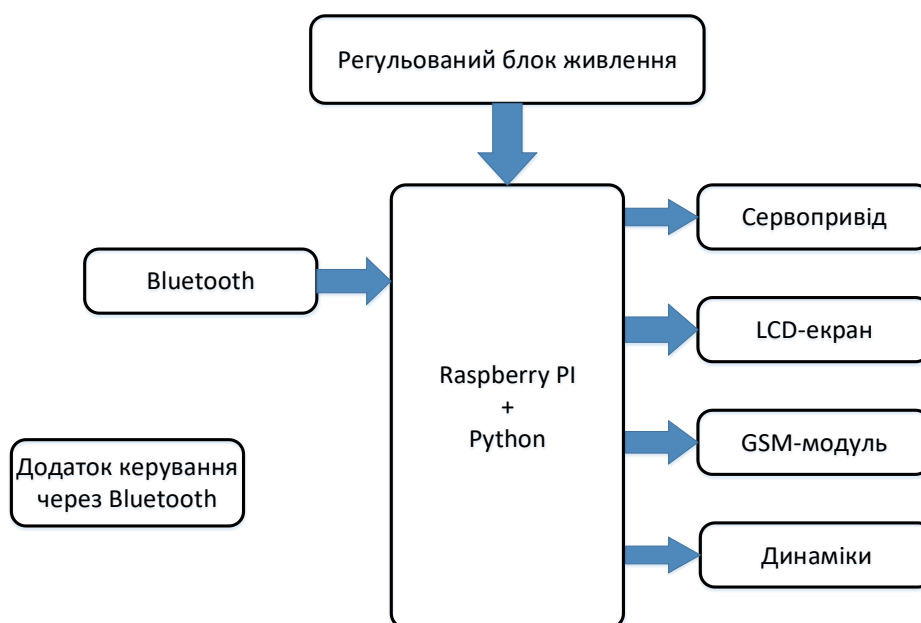 Регульований блок живлення
Сервопривід
Bluetooth
LCD-екран
Raspberry PI
+
Python
GSM-модуль
Додаток керування
через Bluetooth
Динаміки